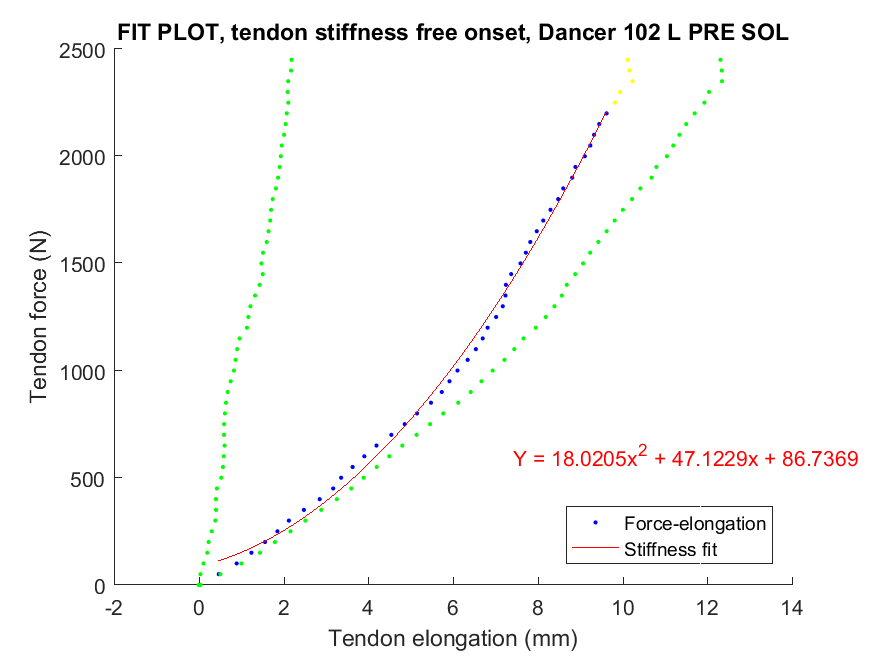 FIT PLOT, tendon stiffness free onset, Dancer 102 L PRE SOL
2500
2000
1500
1000
500
0
Tendon force (N)
Y = 18.0205x² + 47.1229x + 86.7369
Force-elongation
Stiffness fit
-2 0 2 4 6 8 10 12 14
Tendon elongation (mm)